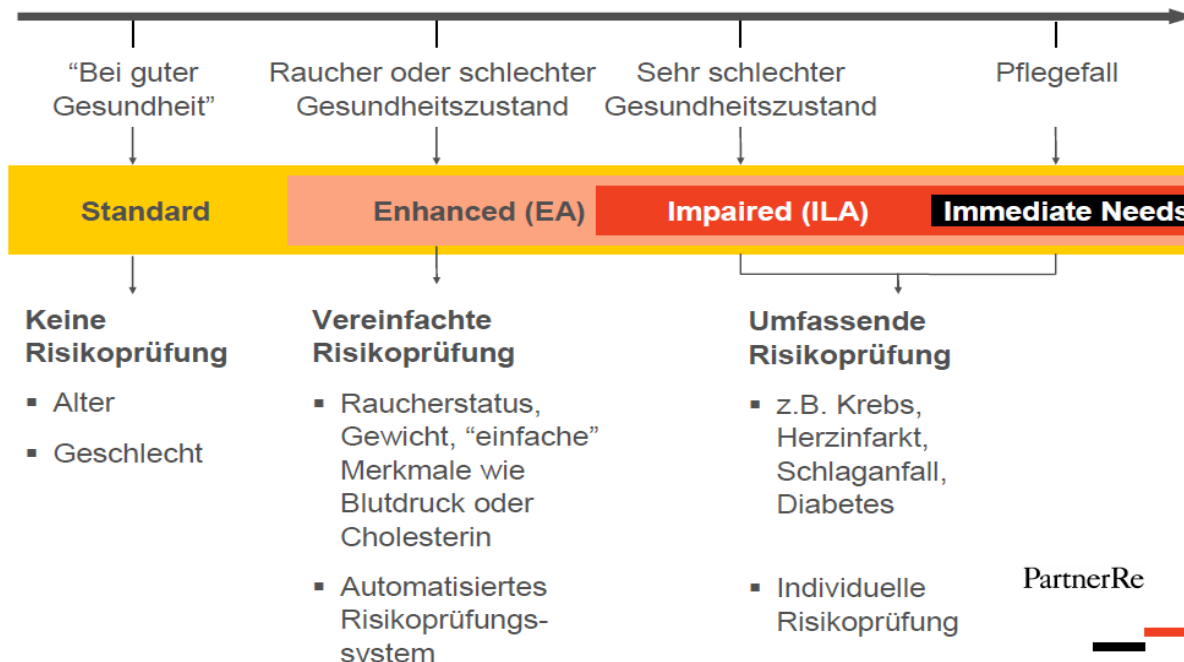 “Bei guter
Gesundheit”
Raucher oder schlechter
Gesundheitszustand
Sehr schlechter
Gesundheitszustand
Pflegefall
Standard
Enhanced (EA)
Impaired (ILA)
Immediate Needs
Keine
Risikoprüfung
▪ Alter
▪ Geschlecht
Vereinfachte
Risikoprüfung
▪ Raucherstatus,
Gewicht, “einfache”
Merkmale wie
Blutdruck oder
Cholesterin
▪ Automatisiertes
Risikoprüfungs-
system
Umfassende
Risikoprüfung
▪ z.B. Krebs,
Herzinfarkt,
Schlaganfall,
Diabetes
▪ Individuelle
Risikoprüfung
PartnerRe